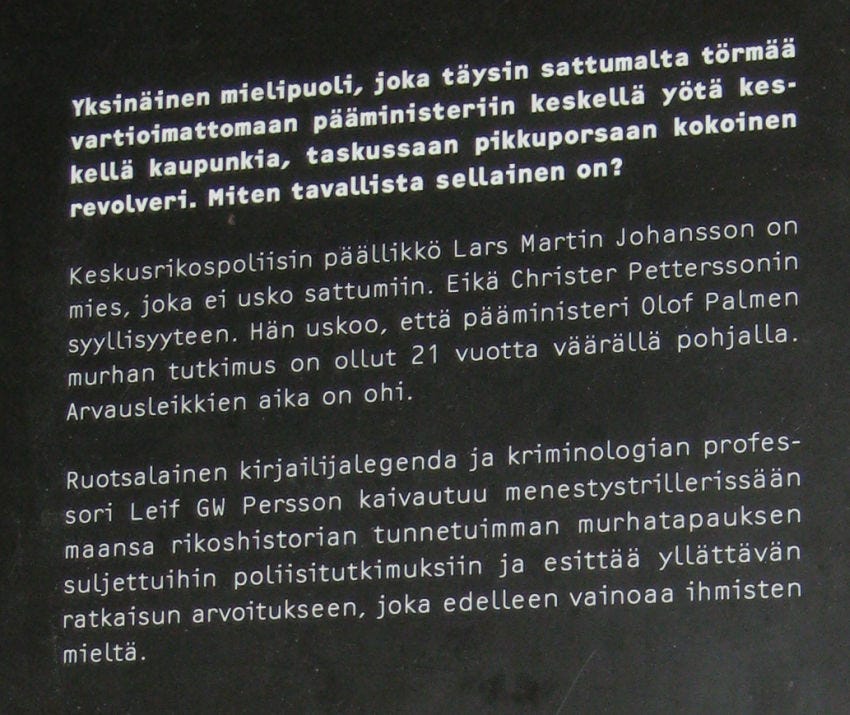 Yksinäinen mielipuoli, joka täysin sattumalta törmää
vartioimattomaan pääministeriin keskellä yötä kes-
kellä kaupunkia, taskussaan pikkuporsaan kokoinen
revolveri. Miten tavallista sellainen on?
Keskusrikospoliisin päällikkö Lars Martin Johansson on
mies, joka ei usko sattumiin. Eikä Christer Petterssonin
syyllisyyteen. Hän uskoo, että pääministeri Olof Palmen
murhan tutkimus on ollut 21 vuotta väärällä pohjalla.
Arvausleikkien aika on ohi.
Ruotsalainen kirjailijalegenda ja kriminologian profes-
sori Leif GW Persson kaivautuu menestystrillerissään
maansa rikoshistorian tunnetuimman murhatapauksen
suljettuihin poliisitutkimuksiin ja esittää yllättävän
ratkaisun arvoitukseen, joka edelleen vainoaa ihmisten
mieltä.